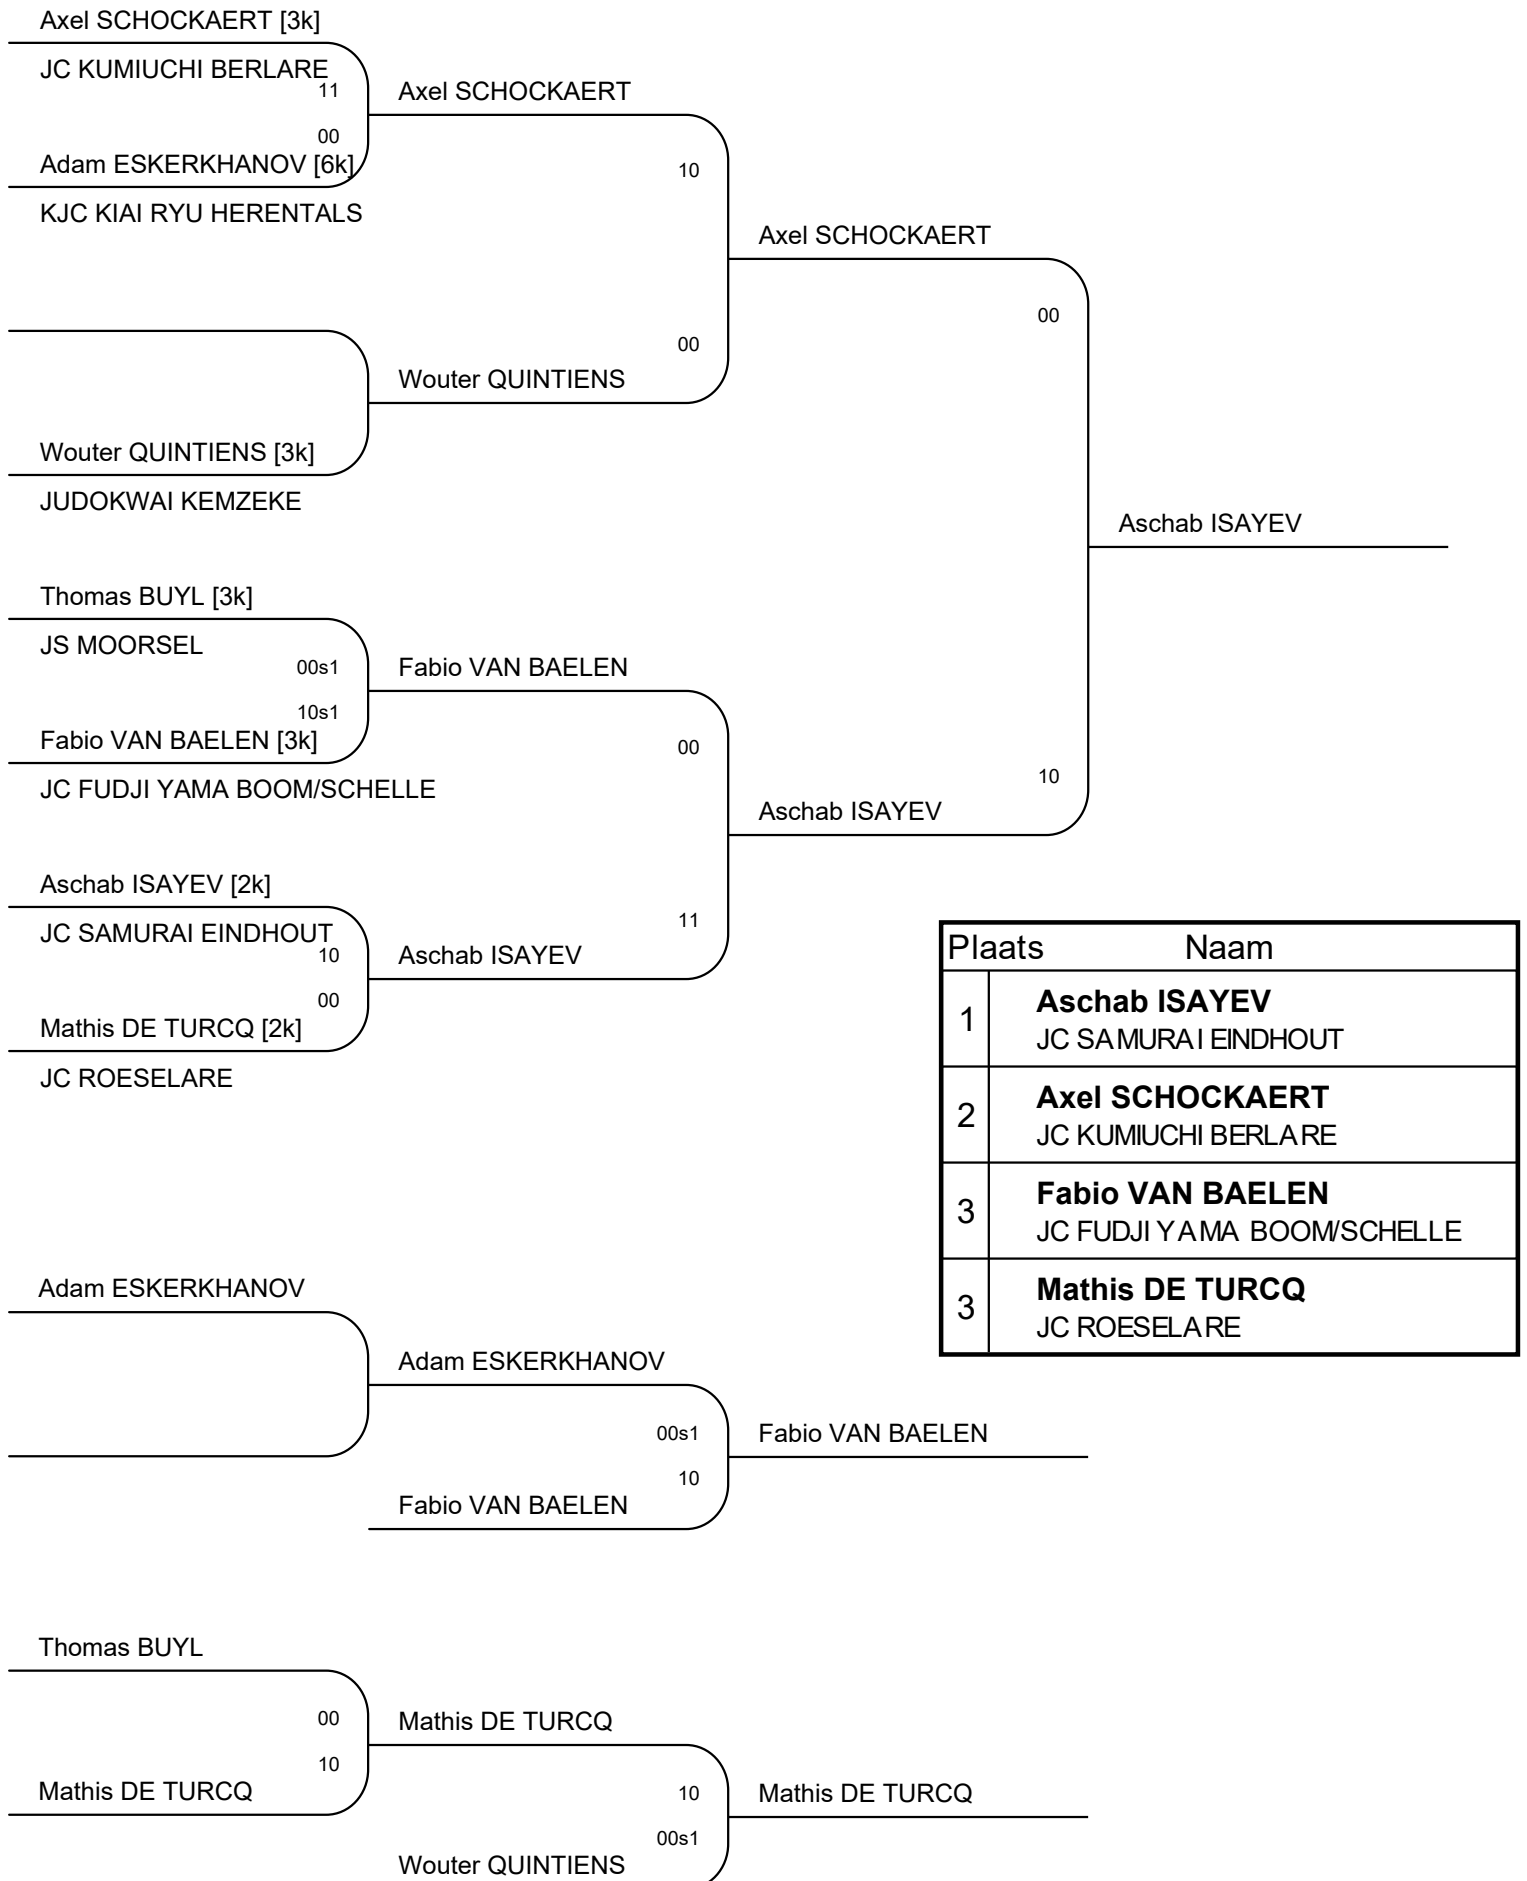 Axel SCHOCKAERT [3k]
JC KUMIUCHI BERLARE
11
Axel SCHOCKAERT
00
Adam ESKERKHANOV [6k]
10
KJC KIAI RYU HERENTALS
Axel SCHOCKAERT
00
00
Wouter QUINTIENS
Wouter QUINTIENS [3k]
JUDOKWAI KEMZEKE
Aschab ISAYEV
Thomas BUYL [3k]
JS MOORSEL
00s1
Fabio VAN BAELEN
10s1
Fabio VAN BAELEN [3k]
00
JC FUDJI YAMA BOOM/SCHELLE
10
Aschab ISAYEV
Aschab ISAYEV [2k]
JC SAMURAI EINDHOUT
11
10
Aschab ISAYEV
00
Mathis DE TURCQ [2k]
JC ROESELARE
Plaats Naam
1 Aschab ISAYEV
JC SAMURAI EINDHOUT
2 Axel SCHOCKAERT
JC KUMIUCHI BERLARE
3 Fabio VAN BAELEN
JC FUDJI YAMA BOOM/SCHELLE
3 Mathis DE TURCQ
JC ROESELARE
Adam ESKERKHANOV
Adam ESKERKHANOV
00s1
Fabio VAN BAELEN
10
Fabio VAN BAELEN
Thomas BUYL
00
Mathis DE TURCQ
10
Mathis DE TURCQ
10
Mathis DE TURCQ
00s1
Wouter QUINTIENS